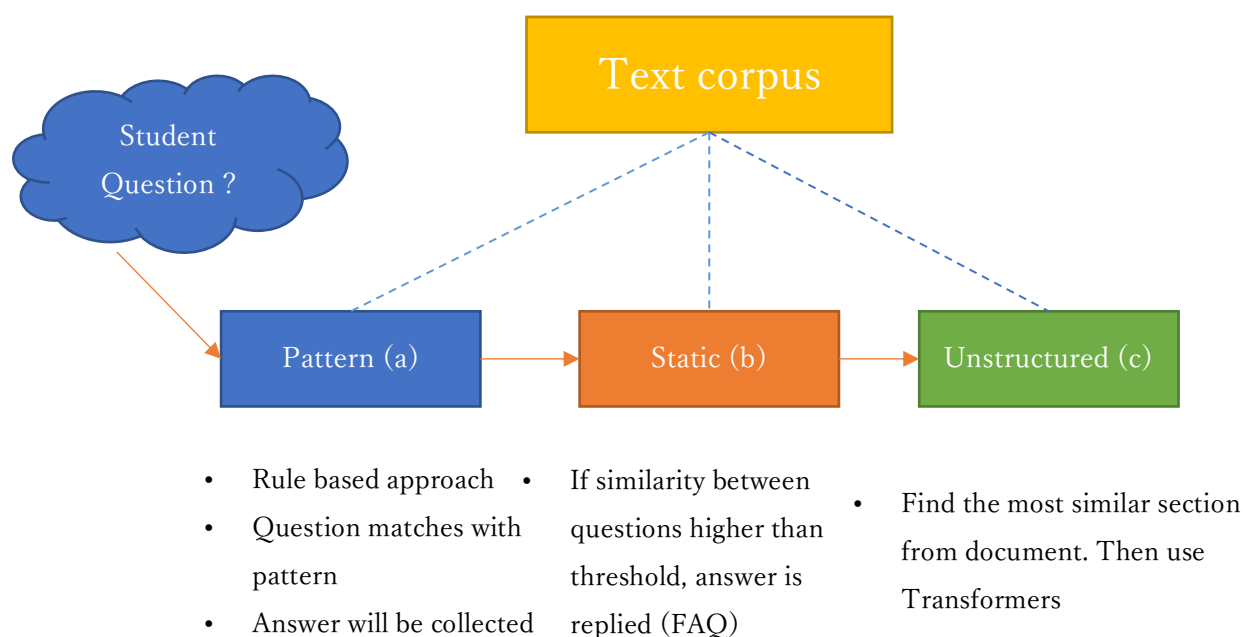 Text corpus
Student
Question ?
Pattern (a)
Static (b)
Unstructured (c)
• Rule based approach
• Question matches with
pattern
• Answer will be collected
• If similarity between
questions higher than
threshold, answer is
replied (FAQ)
• Find the most similar section
from document. Then use
Transformers